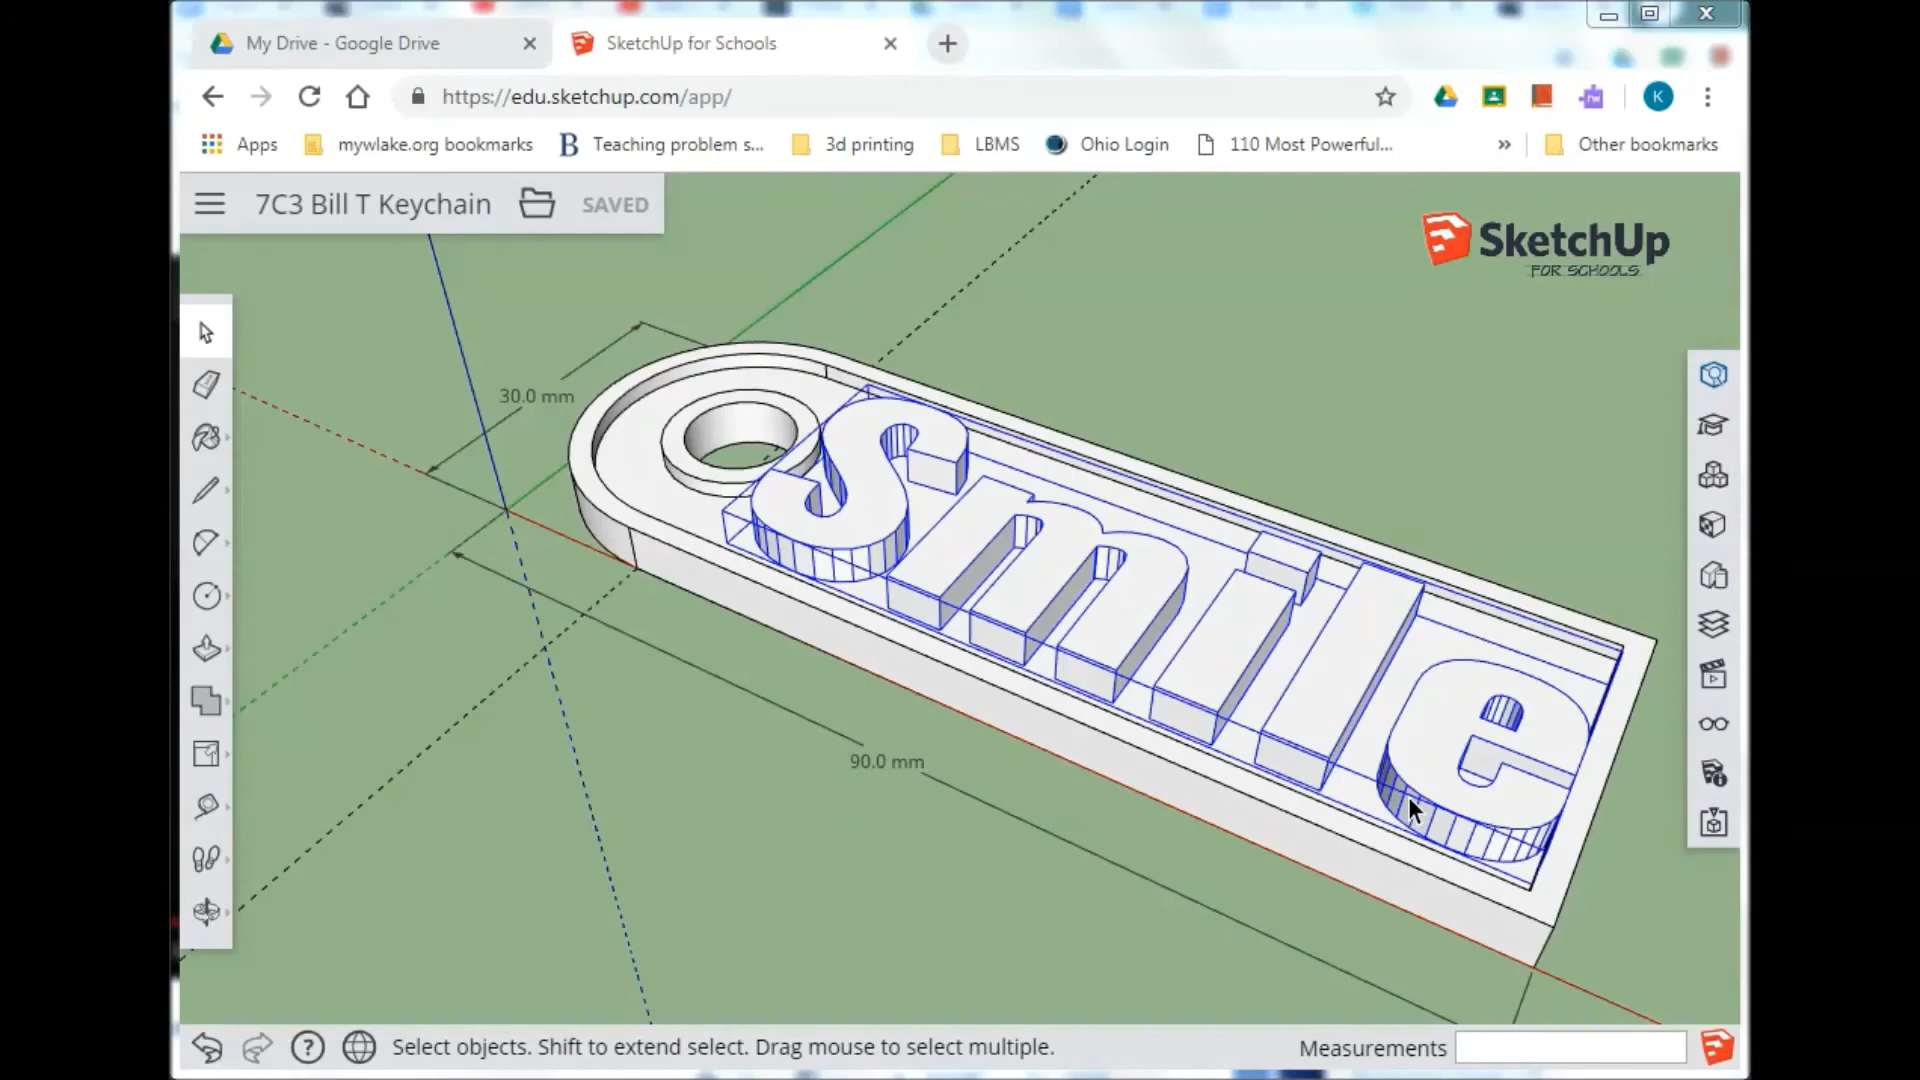 My Drive - Google Drive
SketchUp for Schools
https://edu.sketchup.com/app/
K
Apps
mywlake.org bookmarks
B Teaching problem s...
3d printing
LBMS
Ohio Login
110 Most Powerful...
»
Other bookmarks
7C3 Bill T Keychain
SAVED
SketchUp
FOR SCHOOLS
30.0 mm
smile
90.0 mm
Select objects. Shift to extend select. Drag mouse to select multiple.
Measurements